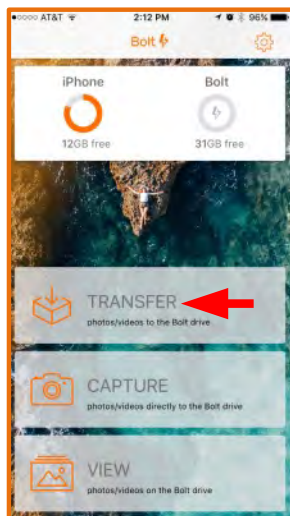 AT&T 2:12 PM 96%
Bolt
iPhone Bolt
12GB free 31GB free
TRANSFER
photos/videos to the Bolt drive
CAPTURE
photos/videos directly to the Bolt drive
VIEW
photos/videos on the Bolt drive